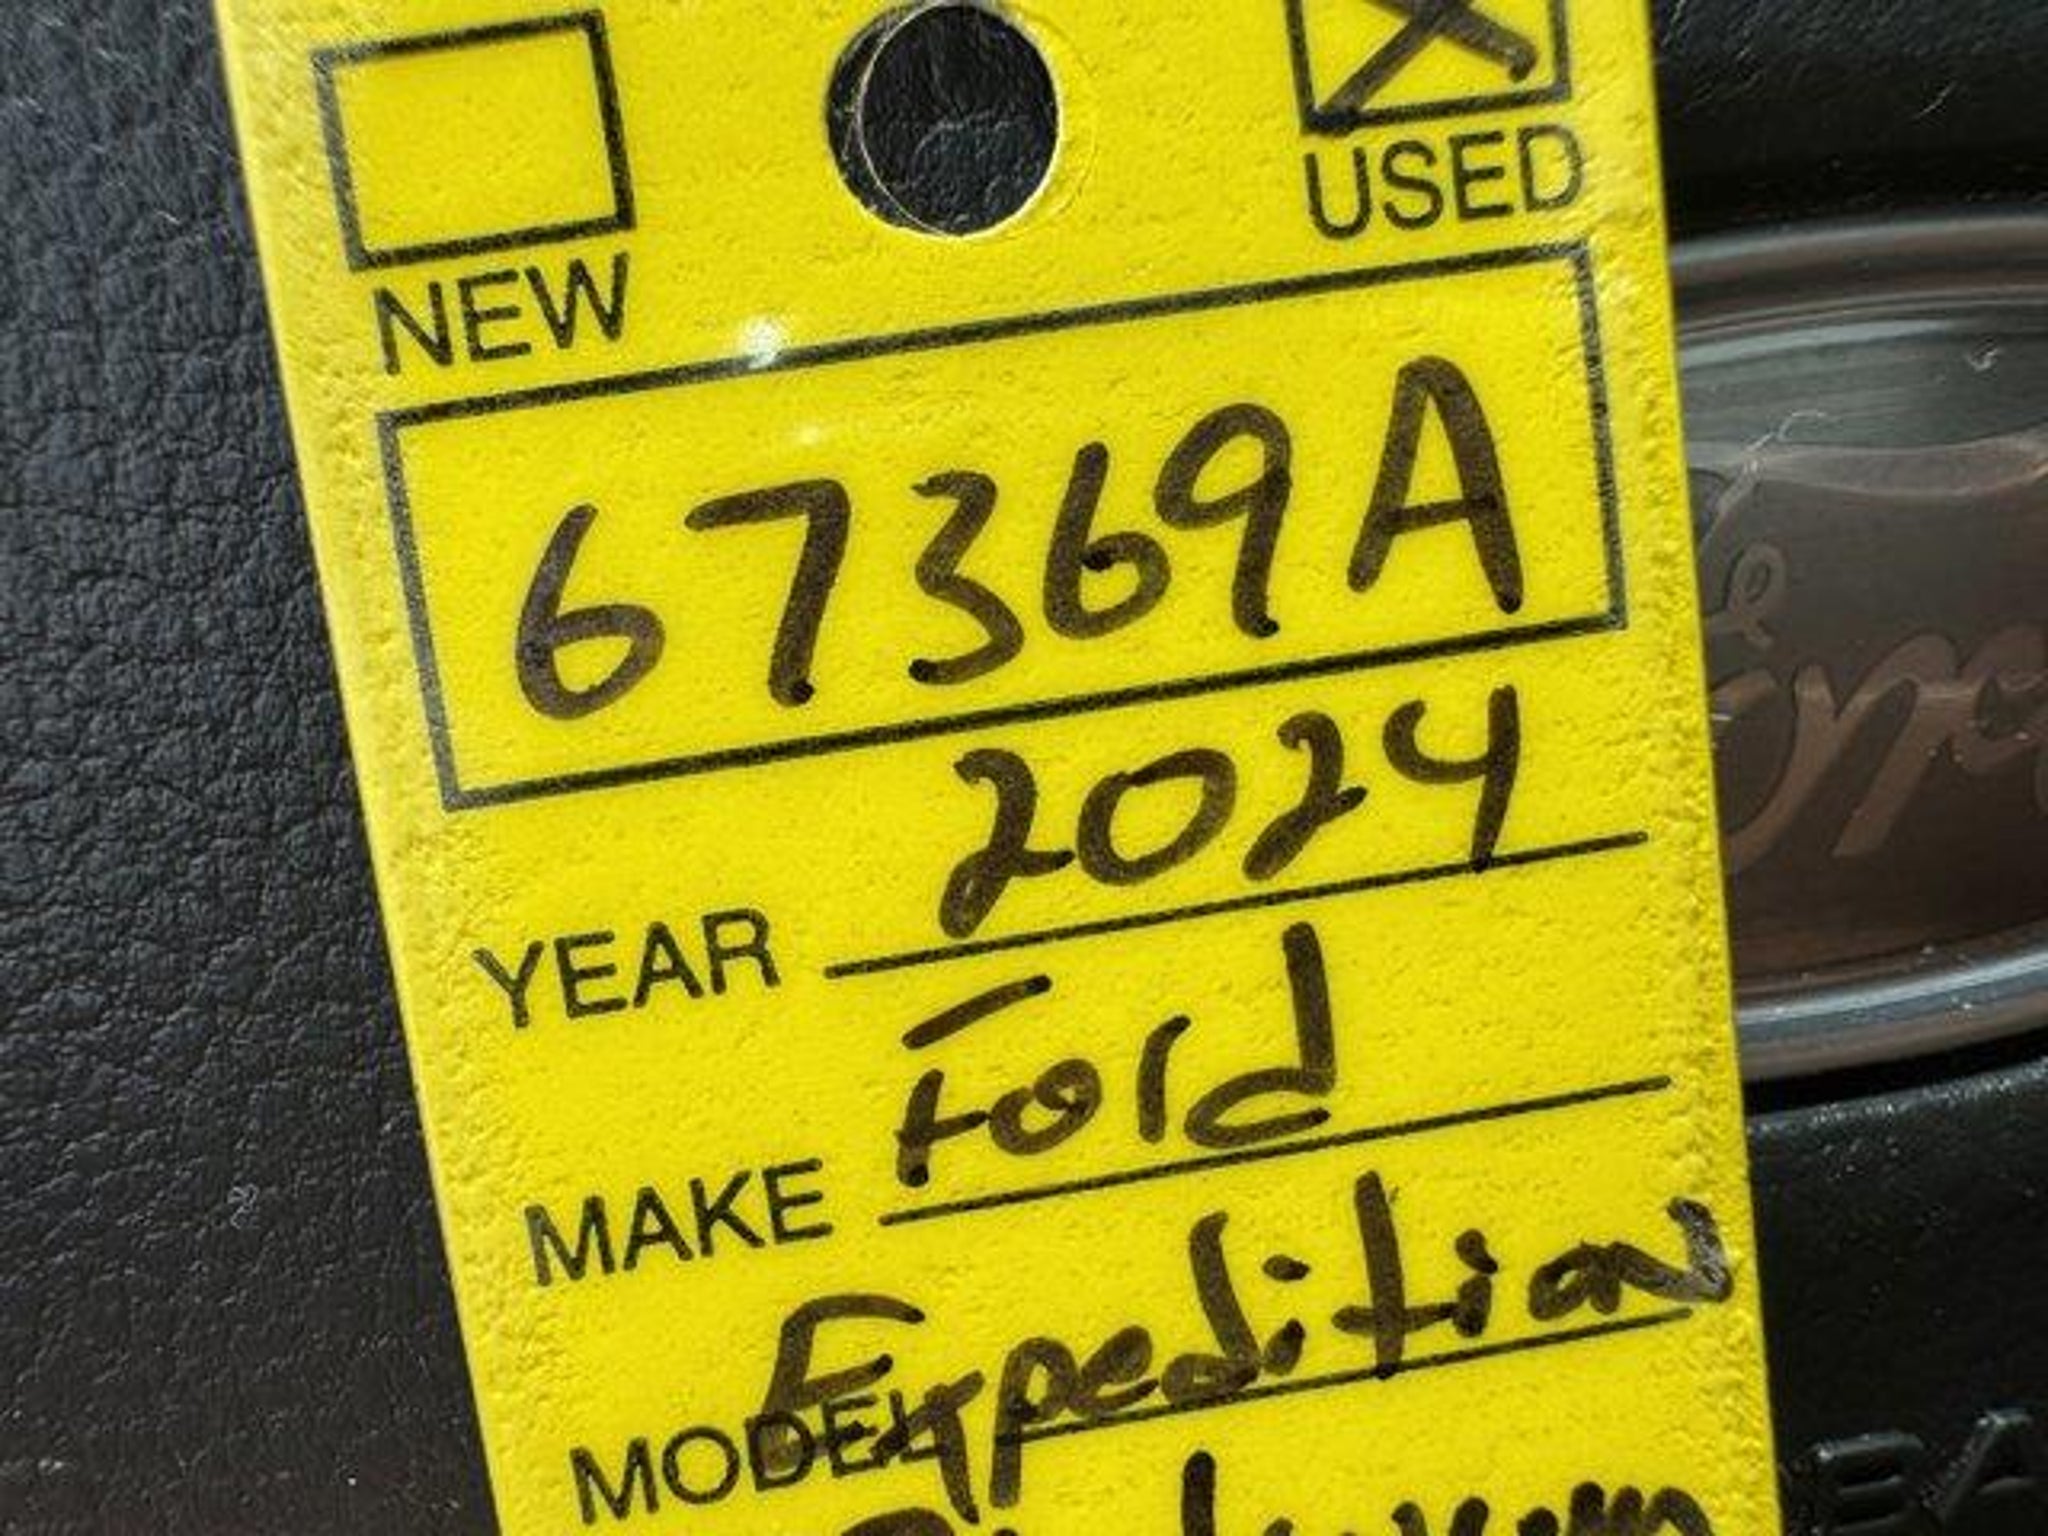 NEW
USED
67369A
YEAR 2024
MAKE Ford
MODEL Expedition